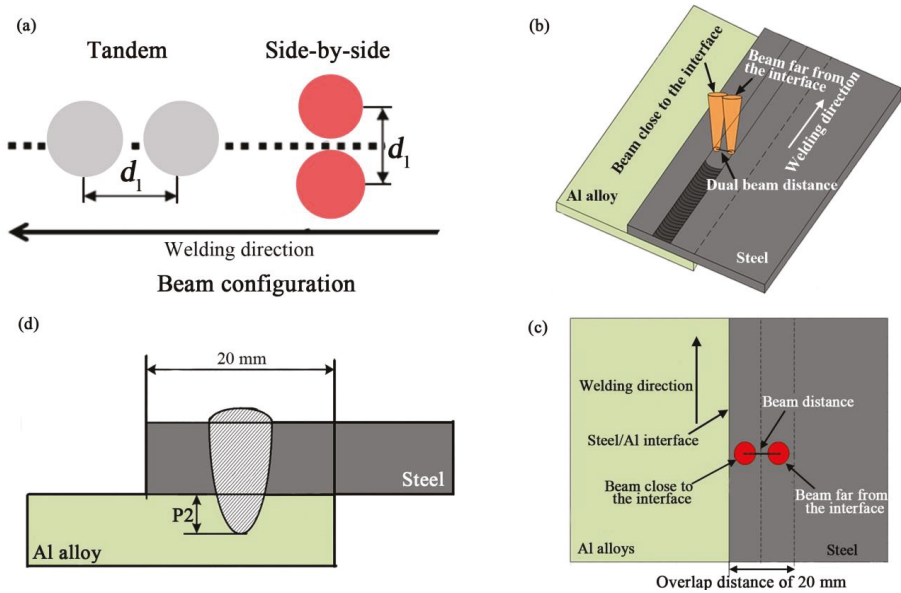 (a)
Tandem
Side-by-side
d1
d1
Welding direction
Beam configuration
(b)
Beam close to the interface
Beam far from
the interface
Welding direction
Dual beam distance
Al alloy
Steel
(d)
20 mm
Steel
P2
Al alloy
(c)
Welding direction
Beam distance
Steel/Al interface
Beam close to
the interface
Beam far from
the interface
Al alloys
Steel
Overlap distance of 20 mm